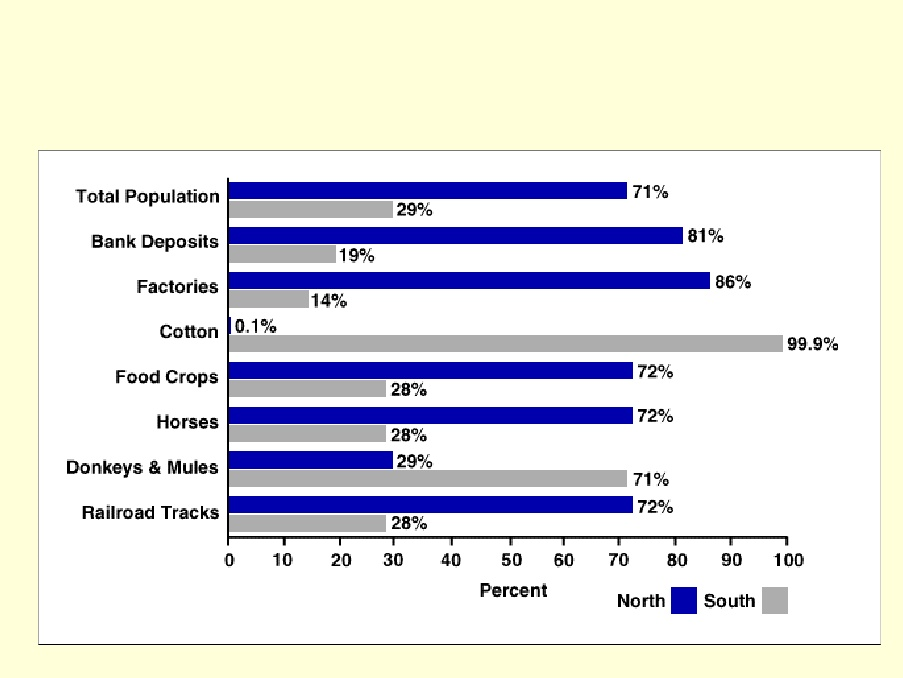 Total Population
71%
29%
Bank Deposits
81%
19%
Factories
86%
14%
Cotton
0.1%
99.9%
Food Crops
72%
28%
Horses
72%
28%
Donkeys & Mules
29%
71%
Railroad Tracks
72%
28%
0 10 20 30 40 50 60 70 80 90 100
Percent
North South